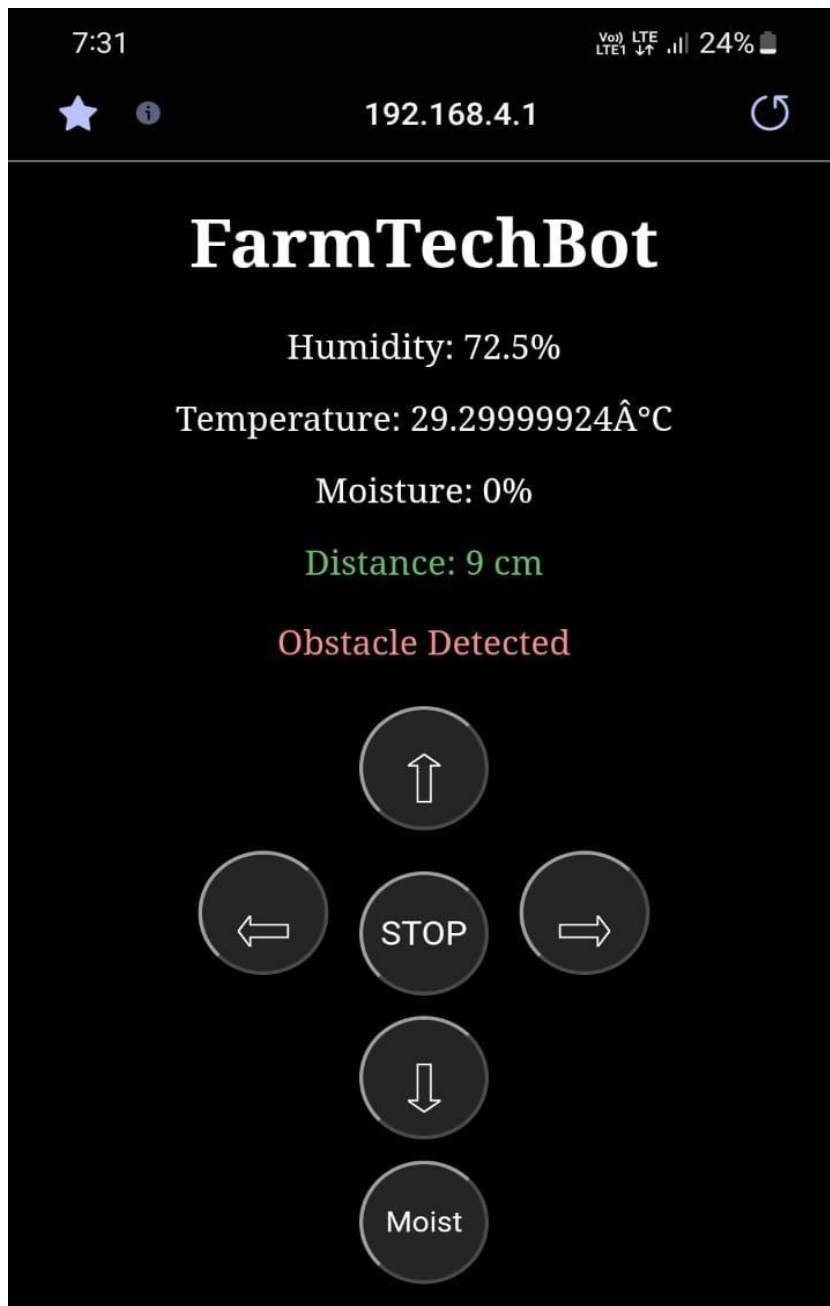 7:31 Vo)) LTE LTE1 24%
192.168.4.1
FarmTechBot
Humidity: 72.5%
Temperature: 29.29999924Â°C
Moisture: 0%
Distance: 9 cm
Obstacle Detected
⇧
⇦ STOP ⇨
⇩
Moist